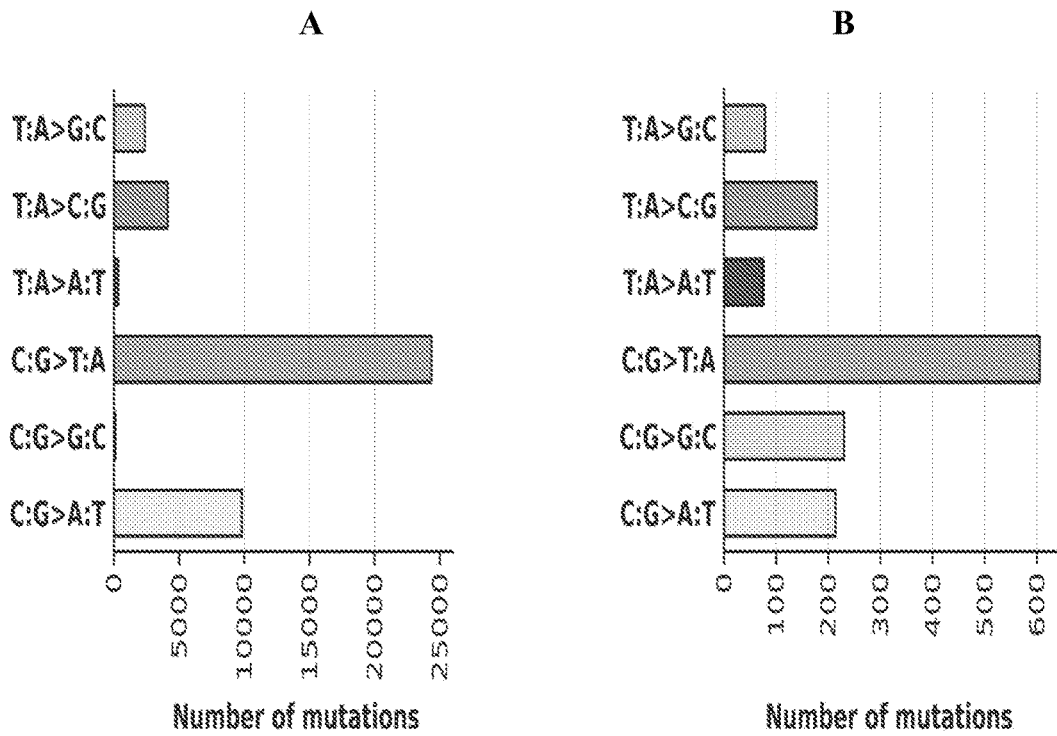 A
T:A>G:C
T:A>C:G
T:A>A:T
C:G>T:A
C:G>G:C
C:G>A:T
0
5000
10000
15000
20000
25000
Number of mutations
B
T:A>G:C
T:A>C:G
T:A>A:T
C:G>T:A
C:G>G:C
C:G>A:T
0
100
200
300
400
500
600
Number of mutations